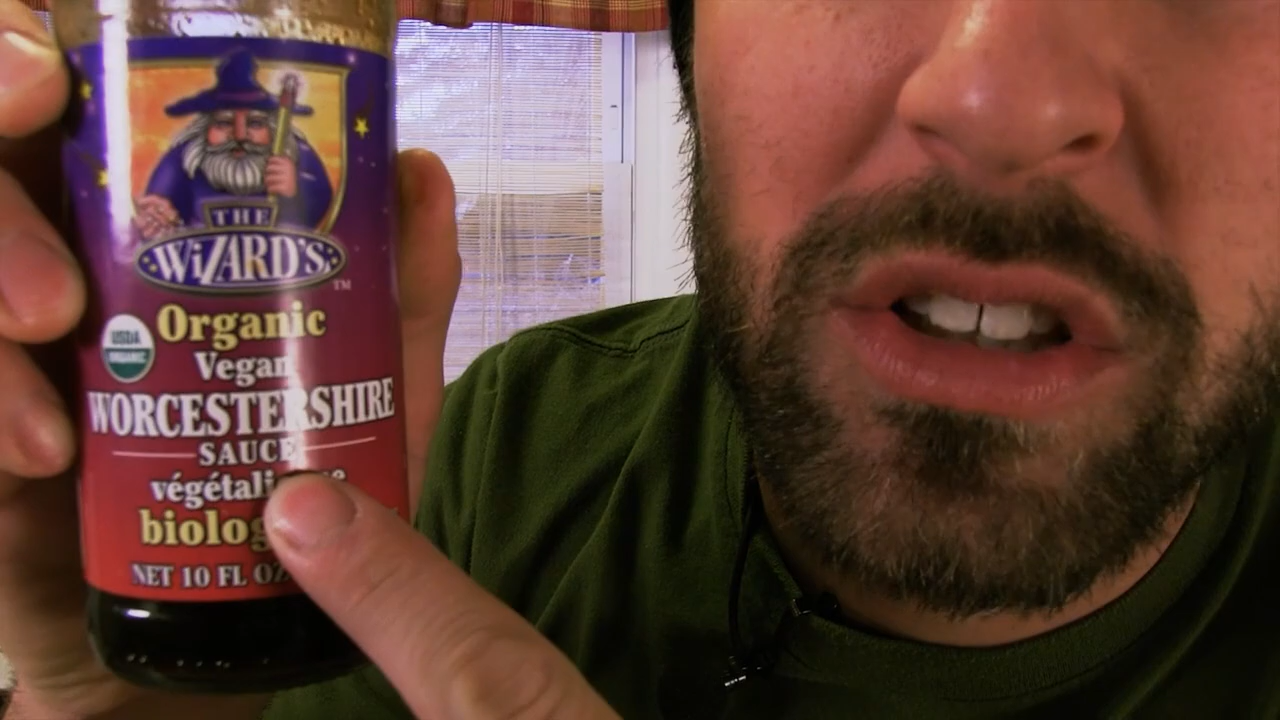 THE
WiZARD'S.
TM
Organic
USDA
ORGANIC
Vegan
WORCESTERSHIRE
SAUCE
NET 10 FL OZ